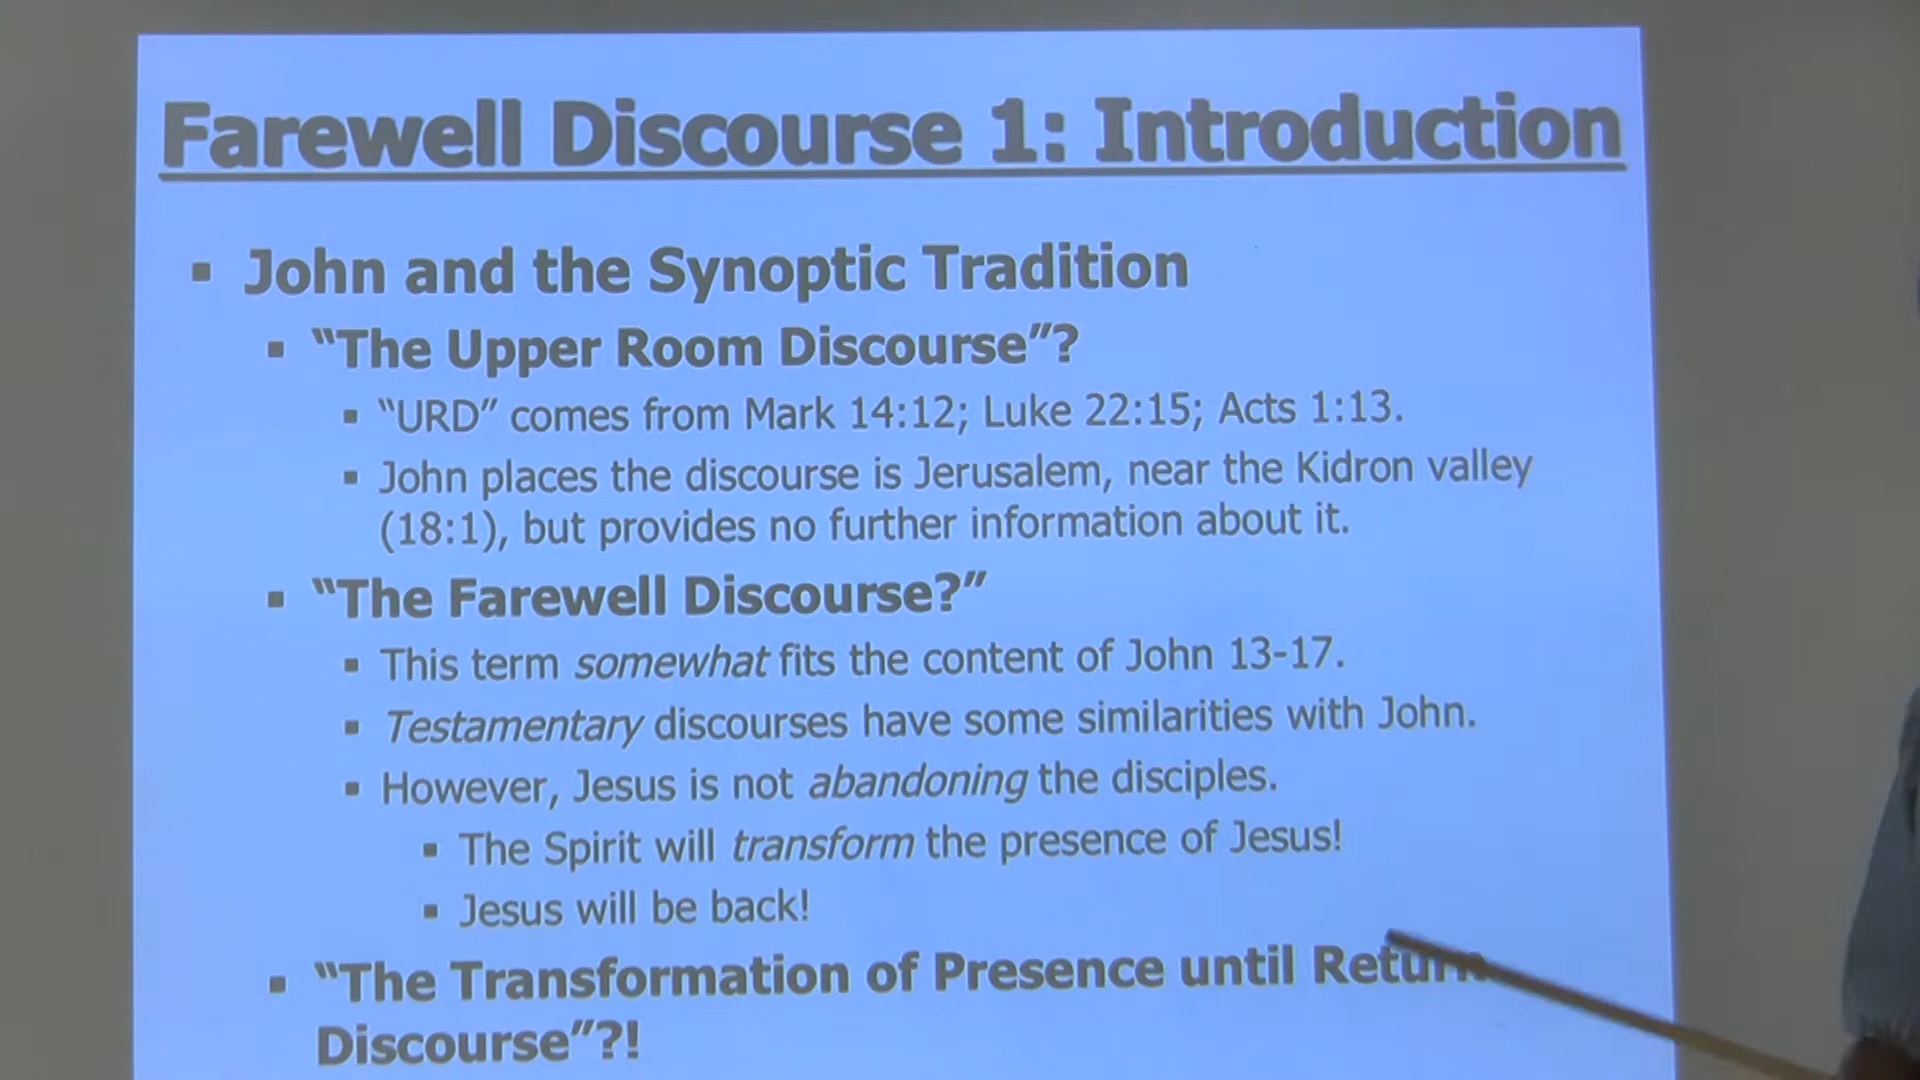 Farewell Discourse 1: Introduction
▪ John and the Synoptic Tradition
▪ “The Upper Room Discourse”?
▪ “URD” comes from Mark 14:12; Luke 22:15; Acts 1:13.
▪ John places the discourse is Jerusalem, near the Kidron valley
(18:1), but provides no further information about it.
▪ “The Farewell Discourse?”
▪ This term somewhat fits the content of John 13-17.
▪ Testamentary discourses have some similarities with John.
▪ However, Jesus is not abandoning the disciples.
▪ The Spirit will transform the presence of Jesus!
▪ Jesus will be back!
▪ “The Transformation of Presence until Return
Discourse”?!